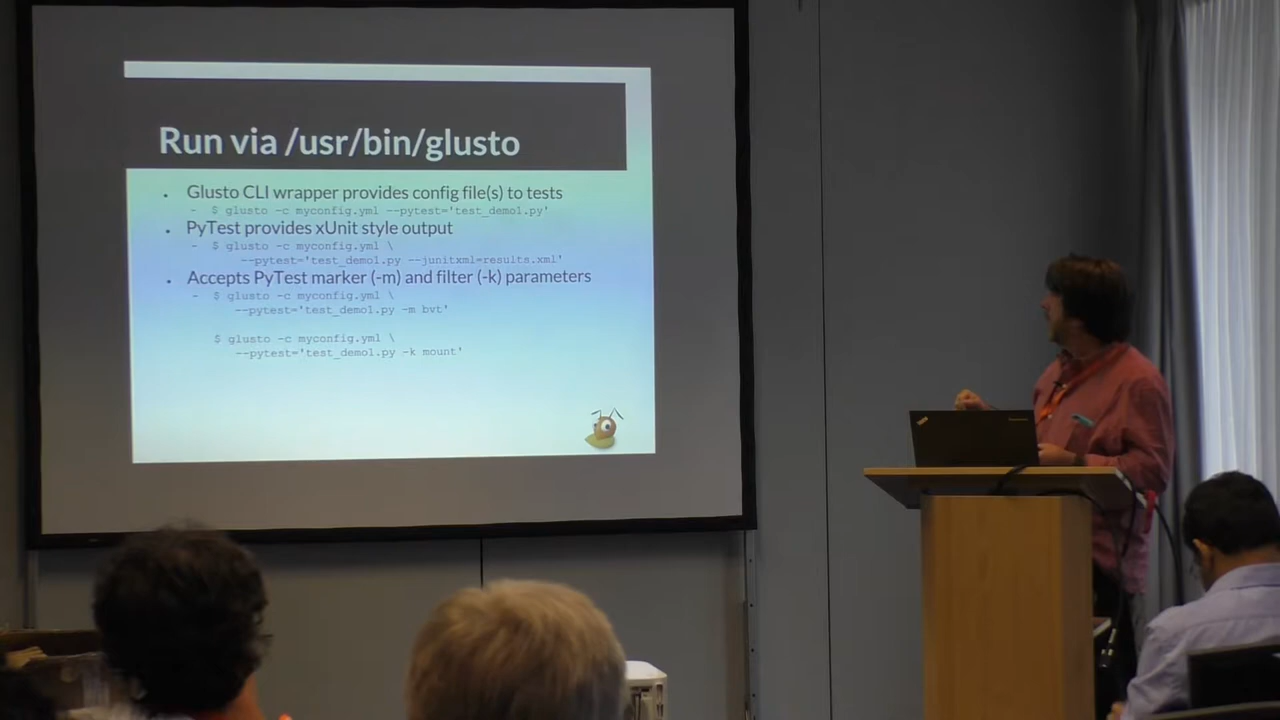 Run via /usr/bin/glusto
. Glusto CLI wrapper provides config file(s) to tests
- $ glusto -c myconfig.yml --pytest='test_demo1.py'
. PyTest provides xUnit style output
- $ glusto -c myconfig.yml \
--pytest='test_demo1.py --junitxml=results.xml'
. Accepts PyTest marker (-m) and filter (-k) parameters
- $ glusto -c myconfig.yml \
--pytest='test_demo1.py -m bvt'
$ glusto -c myconfig.yml \
--pytest='test_demo1.py -k mount'